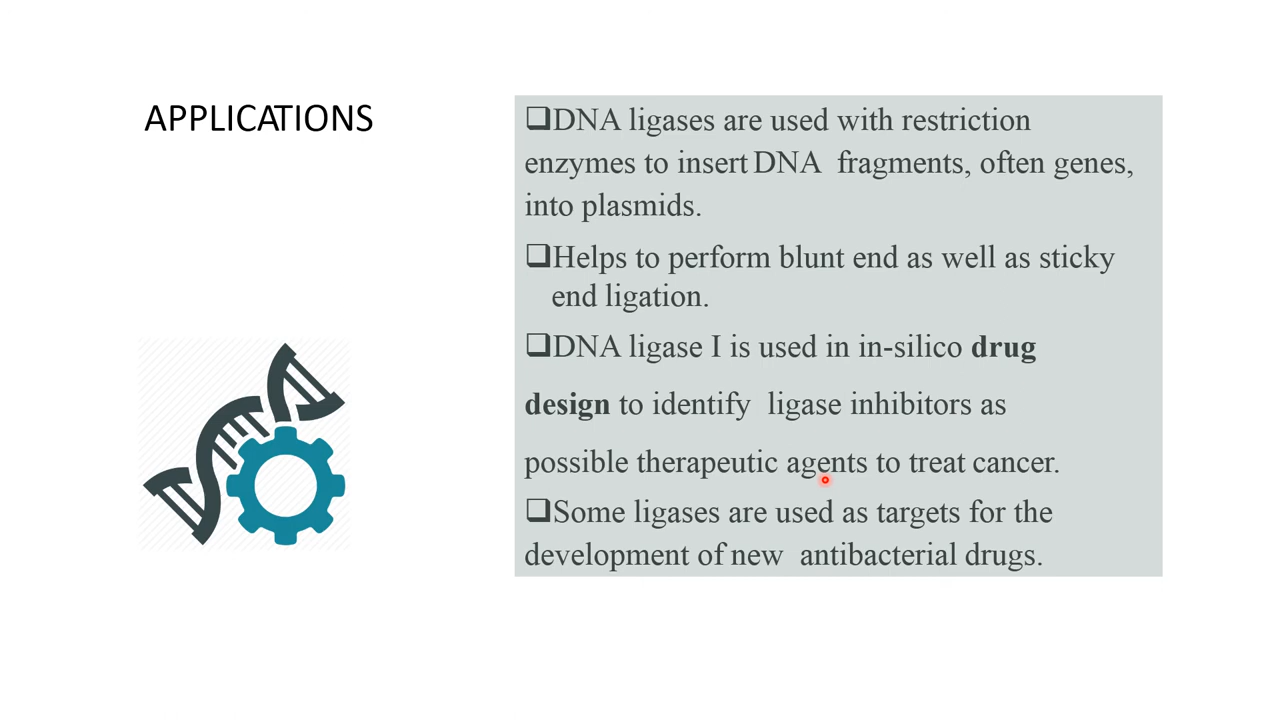 APPLICATIONS
❑DNA ligases are used with restriction
enzymes to insert DNA fragments, often genes,
into plasmids.
❑Helps to perform blunt end as well as sticky
end ligation.
❑DNA ligase I is used in in-silico drug
design to identify ligase inhibitors as
possible therapeutic agents to treat cancer.
❑Some ligases are used as targets for the
development of new antibacterial drugs.